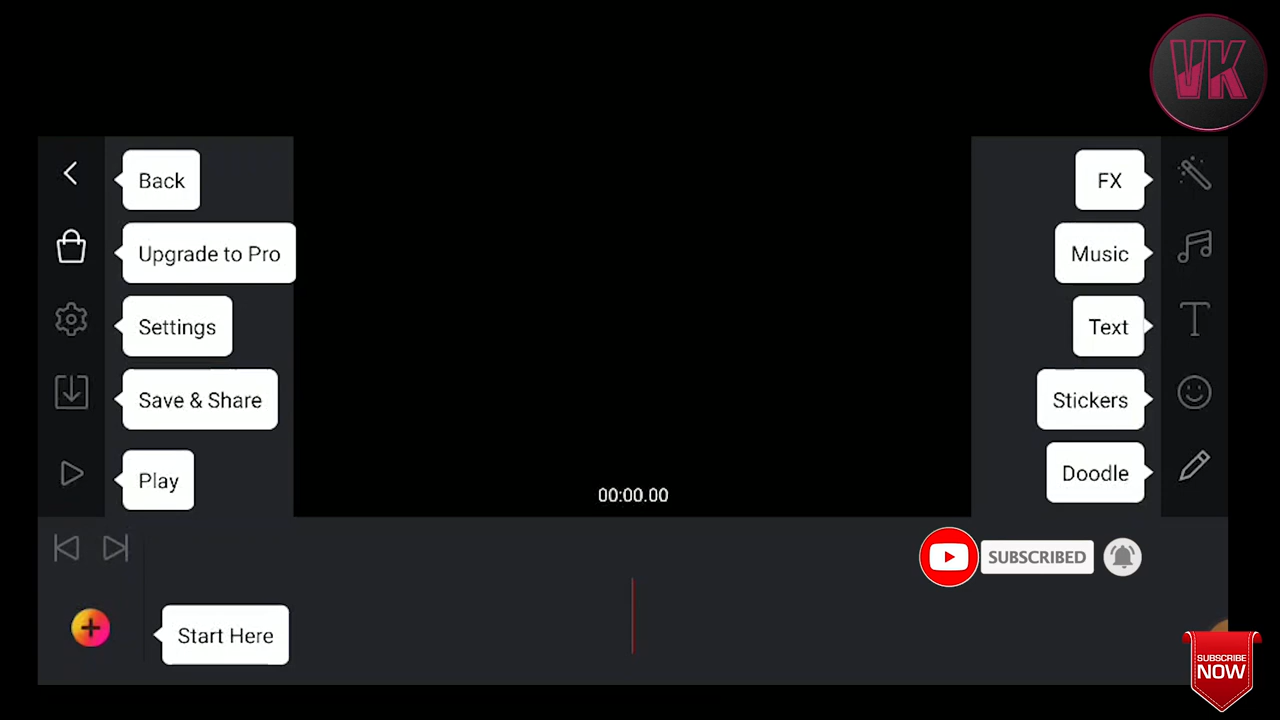 VK
Back
FX
Upgrade to Pro
Music
Settings
Text
Save & Share
Stickers
Play
Doodle
00:00.00
SUBSCRIBED
Start Here
SUBSCRIBE
NOW